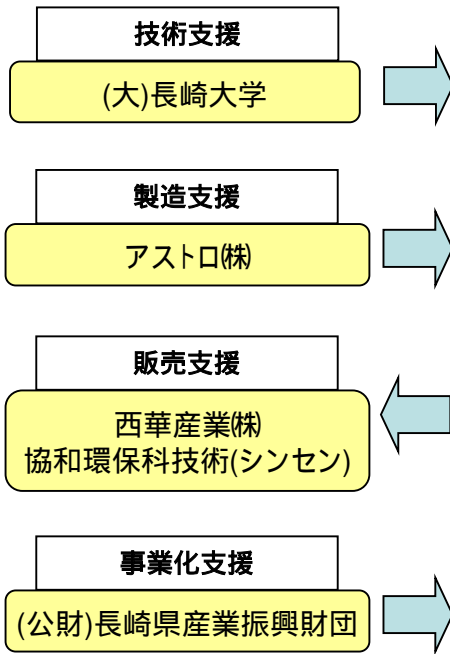 技術支援
(大)長崎大学
製造支援
アストロ㈱
販売支援
西華産業㈱
協和環保科技術(シンセン)
事業化支援
(公財)長崎県産業振興財団